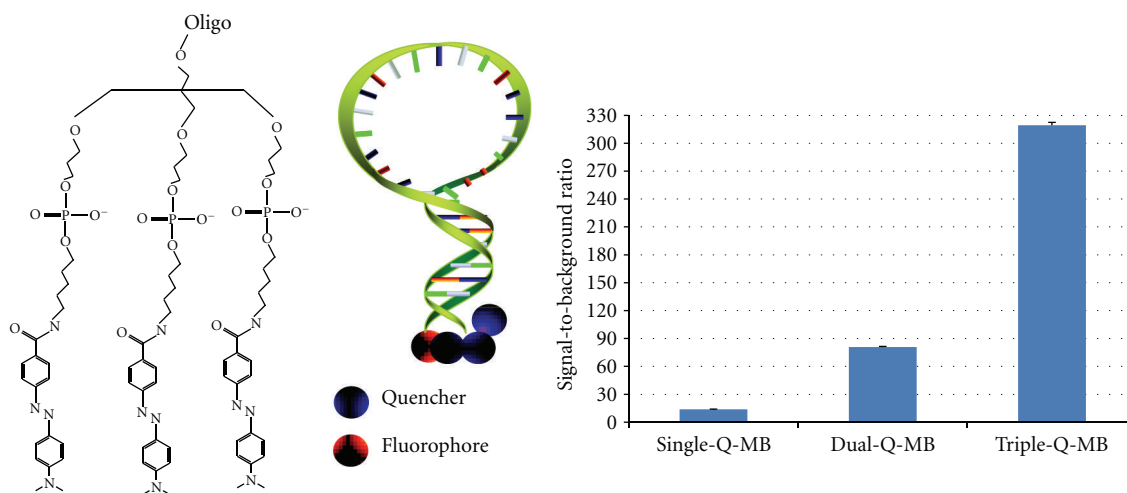 Oligo
O
O
O
O
O
O
O
O P O⁻
O P O⁻
O P O⁻
O
O
O
N
N
N
O
O
O
N
N
N
N
N
N
N
N
N
Quencher
Fluorophore
Signal-to-background ratio
330
300
270
240
210
180
150
120
90
60
30
0
Single-Q-MB
Dual-Q-MB
Triple-Q-MB